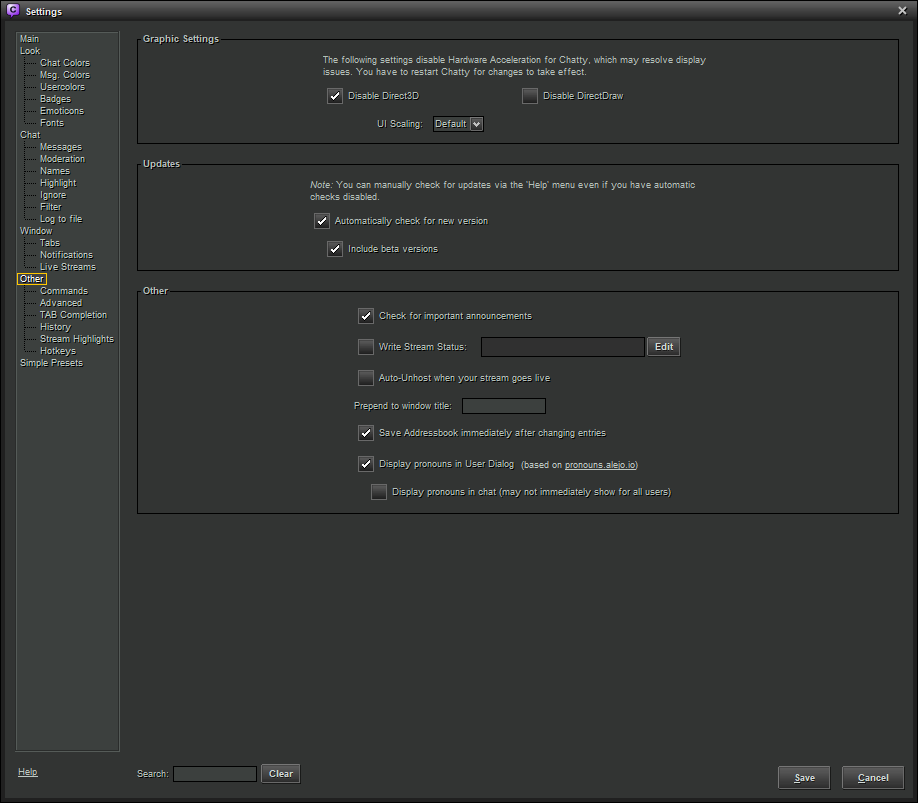 Settings
Main
Look
Chat Colors
Msg. Colors
Usercolors
Badges
Emoticons
Fonts
Chat
Messages
Moderation
Names
Highlight
Ignore
Filter
Log to file
Window
Tabs
Notifications
Live Streams
Other
Commands
Advanced
TAB Completion
History
Stream Highlights
Hotkeys
Simple Presets
Help
Graphic Settings
The following settings disable Hardware Acceleration for Chatty, which may resolve display
issues. You have to restart Chatty for changes to take effect.
Disable Direct3D Disable DirectDraw
UI Scaling: Default
Updates
Note: You can manually check for updates via the 'Help' menu even if you have automatic
checks disabled.
Automatically check for new version
Include beta versions
Other
Check for important announcements
Write Stream Status: Edit
Auto-Unhost when your stream goes live
Prepend to window title:
Save Addressbook immediately after changing entries
Display pronouns in User Dialog (based on pronouns.alejo.io)
Display pronouns in chat (may not immediately show for all users)
Search: Clear
Save Cancel